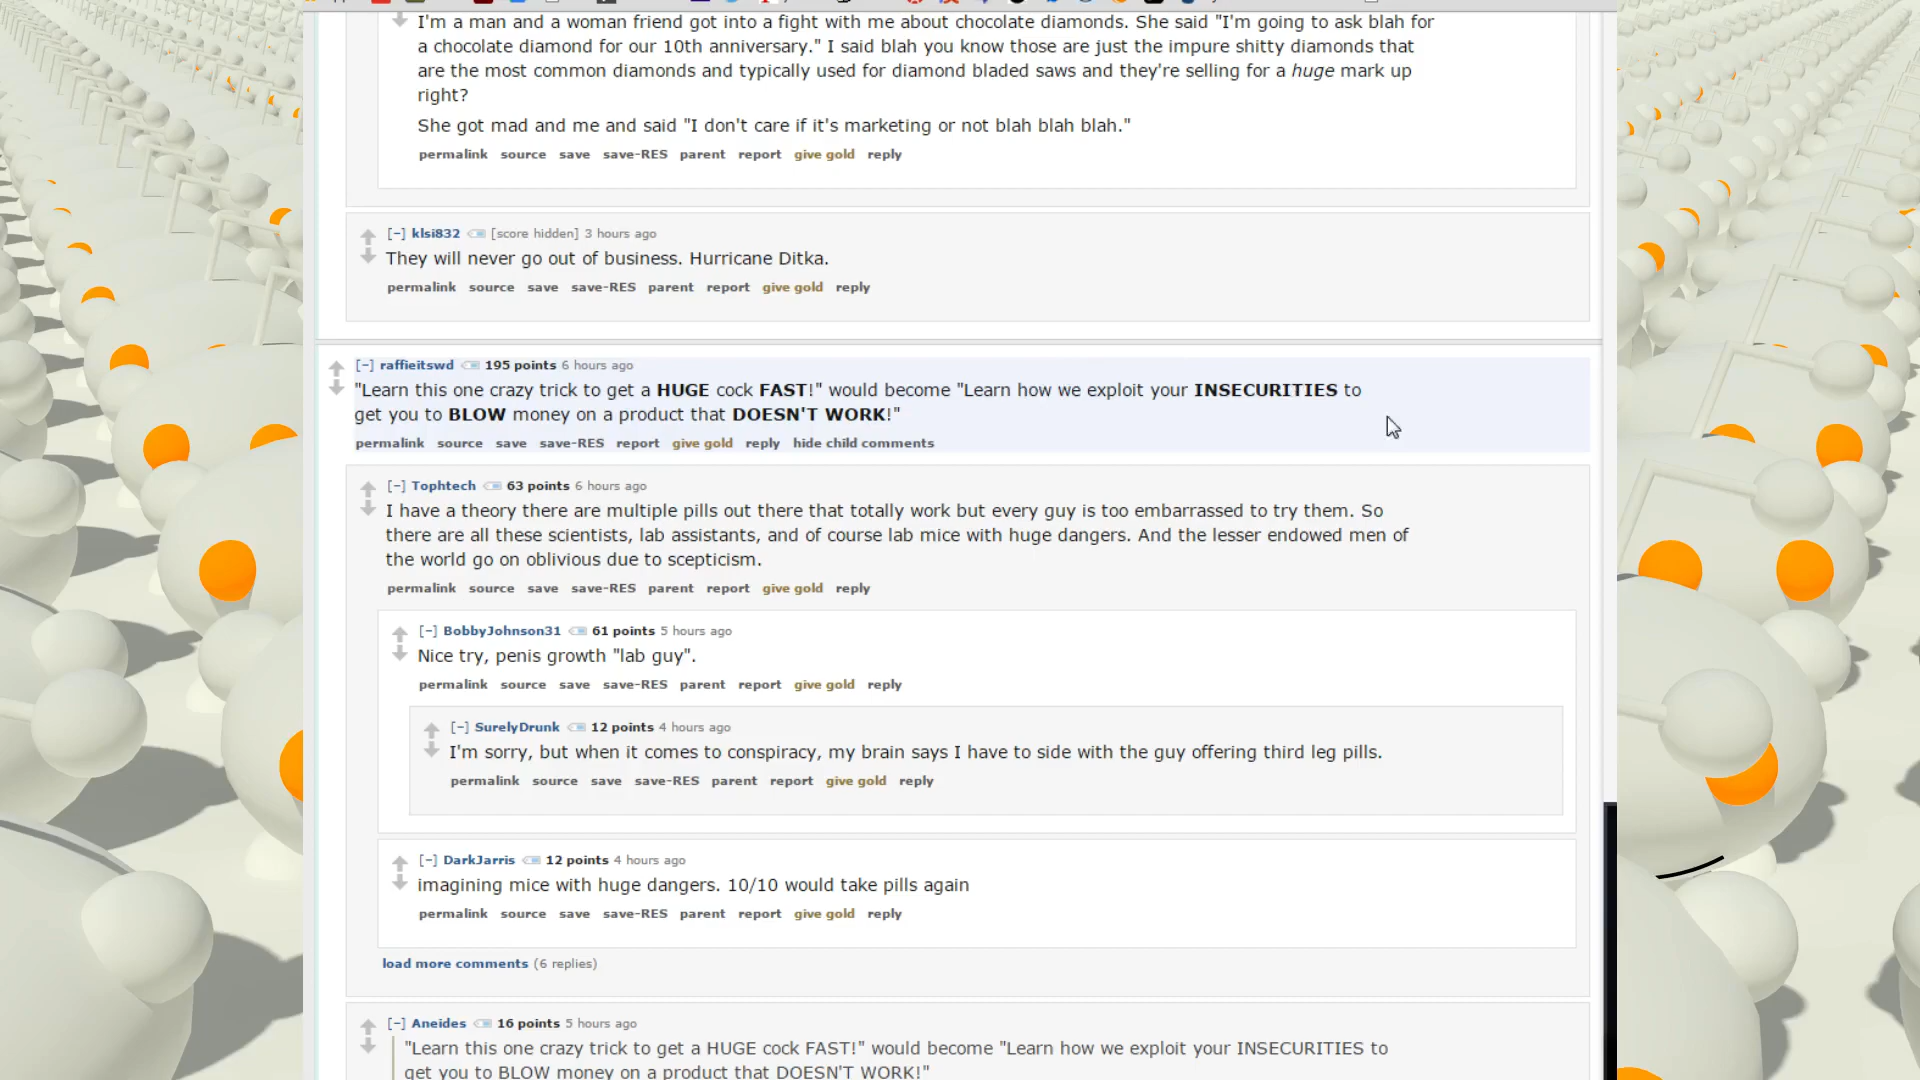 I'm a man and a woman friend got into a fight with me about chocolate diamonds. She said "I'm going to ask blah for
a chocolate diamond for our 10th anniversary." I said blah you know those are just the impure shitty diamonds that
are the most common diamonds and typically used for diamond bladed saws and they're selling for a huge mark up
right?
She got mad and me and said "I don't care if it's marketing or not blah blah blah."
permalink source save save-RES parent report give gold reply
[-] klsi832 [score hidden] 3 hours ago
They will never go out of business. Hurricane Ditka.
permalink source save save-RES parent report give gold reply
[-] raffieitswd 195 points 6 hours ago
"Learn this one crazy trick to get a HUGE cock FAST!" would become "Learn how we exploit your INSECURITIES to
get you to BLOW money on a product that DOESN'T WORK!"
permalink source save save-RES report give gold reply hide child comments
[-] Tophtech 63 points 6 hours ago
I have a theory there are multiple pills out there that totally work but every guy is too embarrassed to try them. So
there are all these scientists, lab assistants, and of course lab mice with huge dangers. And the lesser endowed men of
the world go on oblivious due to scepticism.
permalink source save save-RES parent report give gold reply
[-] BobbyJohnson31 61 points 5 hours ago
Nice try, penis growth "lab guy".
permalink source save save-RES parent report give gold reply
[-] SurelyDrunk 12 points 4 hours ago
I'm sorry, but when it comes to conspiracy, my brain says I have to side with the guy offering third leg pills.
permalink source save save-RES parent report give gold reply
[-] DarkJarris 12 points 4 hours ago
imagining mice with huge dangers. 10/10 would take pills again
permalink source save save-RES parent report give gold reply
load more comments (6 replies)
[-] Aneides 16 points 5 hours ago
"Learn this one crazy trick to get a HUGE cock FAST!" would become "Learn how we exploit your INSECURITIES to
get you to BLOW money on a product that DOESN'T WORK!"